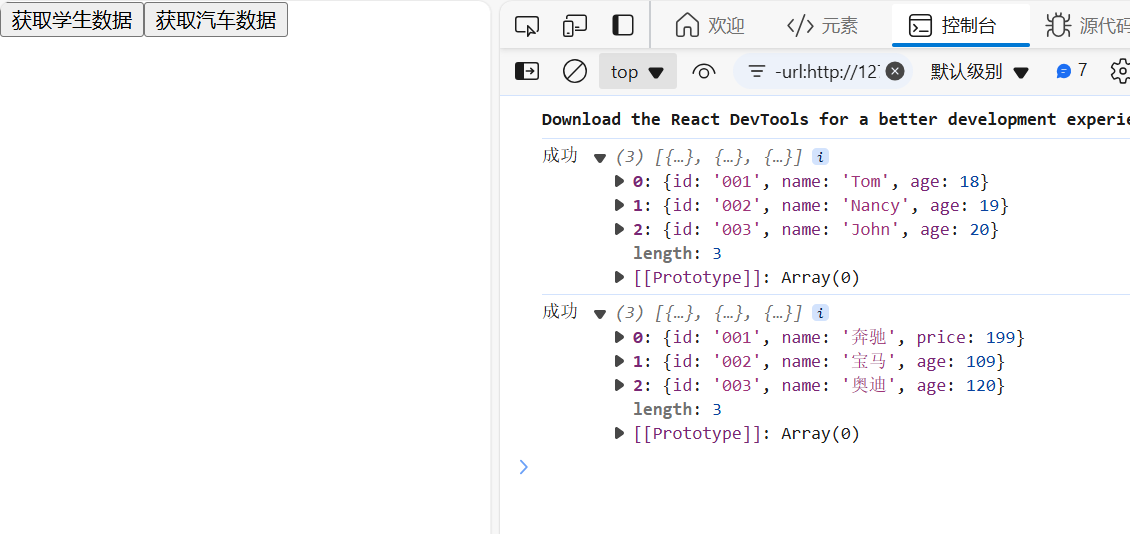 获取学生数据 获取汽车数据
欢迎 元素 控制台 源代码
top -url:http://127 默认级别 7
Download the React DevTools for a better development experie
成功 (3) [{…}, {…}, {…}] i
0: {id: '001', name: 'Tom', age: 18}
1: {id: '002', name: 'Nancy', age: 19}
2: {id: '003', name: 'John', age: 20}
length: 3
[[Prototype]]: Array(0)
成功 (3) [{…}, {…}, {…}] i
0: {id: '001', name: '奔驰', price: 199}
1: {id: '002', name: '宝马', age: 109}
2: {id: '003', name: '奥迪', age: 120}
length: 3
[[Prototype]]: Array(0)